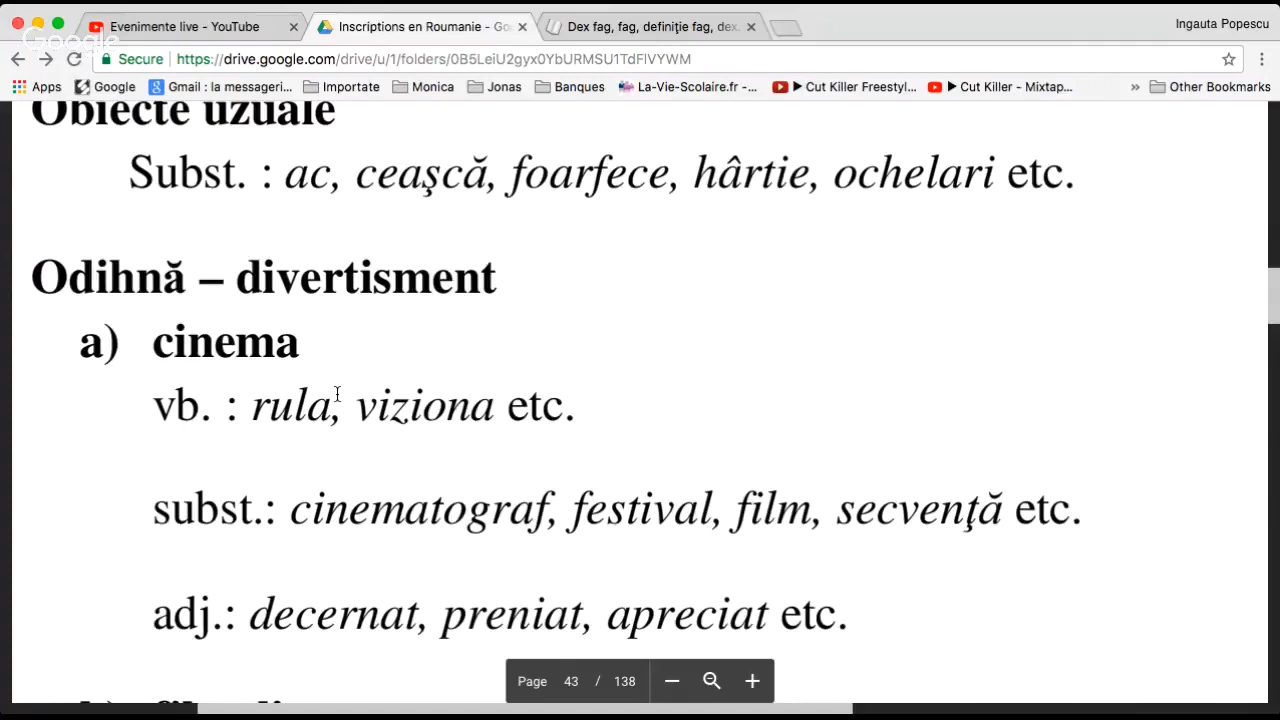 Ingauta Popescu
Evenimente live - YouTube
Inscriptions en Roumanie - Go
Dex fag, fag, definiție fag, dex.
Google
Secure https://drive.google.com/drive/u/1/folders/0B5LeiU2gyx0YbURMSU1TdFlVYWM
Apps Google Gmail : la messageri... Importate Monica Jonas Banques La-Vie-Scolaire.fr -... Cut Killer Freestyl... Cut Killer - Mixtap... » Other Bookmarks
Obiecte uzuale
Subst. : ac, ceaşcă, foarfece, hârtie, ochelari etc.
Odihnă – divertisment
a) cinema
vb. : rula, viziona etc.
subst.: cinematograf, festival, film, secvenţă etc.
adj.: decernat, preniat, apreciat etc.
Page 43 / 138